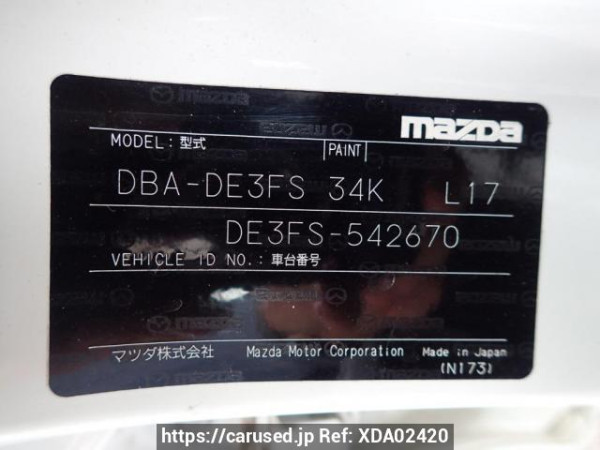 mazda
MODEL: 型式 PAINT
DBA-DE3FS 34K L17
DE3FS-542670
VEHICLE ID NO.: 車台番号
マツダ株式会社 Mazda Motor Corporation Made in Japan
(N173)
https://carused.jp Ref: XDA02420